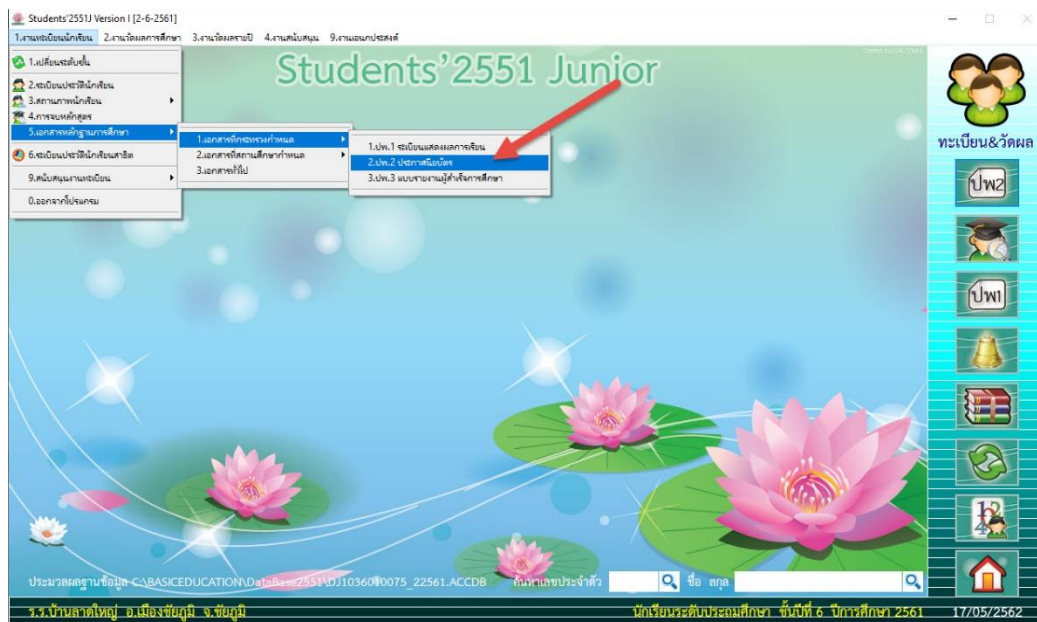 Students'2551J Version I [2-6-2561]
1.งานทะเบียนนักเรียน 2.งานวัดผลการศึกษา 3.งานวัดผลรายปี 4.งานสนับสนุน 9.งานเอนกประสงค์
Students'2551 Junior
1.เปลี่ยนระดับชั้น
2.ระเบียนประวัตินักเรียน
3.สถานภาพนักเรียน
4.การจบหลักสูตร
5.เอกสารหลักฐานการศึกษา
6.ระเบียนประวัตินักเรียนสาธิต
9.สนับสนุนงานทะเบียน
0.ออกจากโปรแกรม
1.เอกสารที่กระทรวงกำหนด
2.เอกสารที่สถานศึกษากำหนด
3.เอกสารทั่วไป
1.ปพ.1 ระเบียนแสดงผลการเรียน
2.ปพ.2 ประกาศนียบัตร
3.ปพ.3 แบบรายงานผู้สำเร็จการศึกษา
ทะเบียน&วัดผล
ปพ2
ปพ1
ประมวลผลฐานข้อมูล C:\BASICEDUCATION\DataBase2551\DJ1036010075_22561.ACCDB ค้นหาเลขประจำตัว ชื่อ สกุล
ร.ร.บ้านลาดใหญ่ อ.เมืองชัยภูมิ จ.ชัยภูมิ นักเรียนระดับประถมศึกษา ชั้นปีที่ 6 ปีการศึกษา 2561 17/05/2562